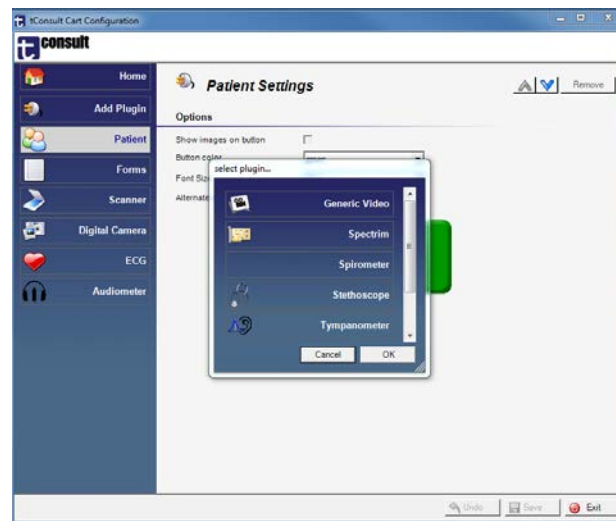 tConsult Cart Configuration
tconsult
Home
Add Plugin
Patient
Forms
Scanner
Digital Camera
ECG
Audiometer
Patient Settings
Remove
Options
Show images on button
Button color
Font Siz
Alternate
select plugin...
Generic Video
Spectrim
Spirometer
Stethoscope
Tympanometer
Cancel
OK
Undo
Save
Exit